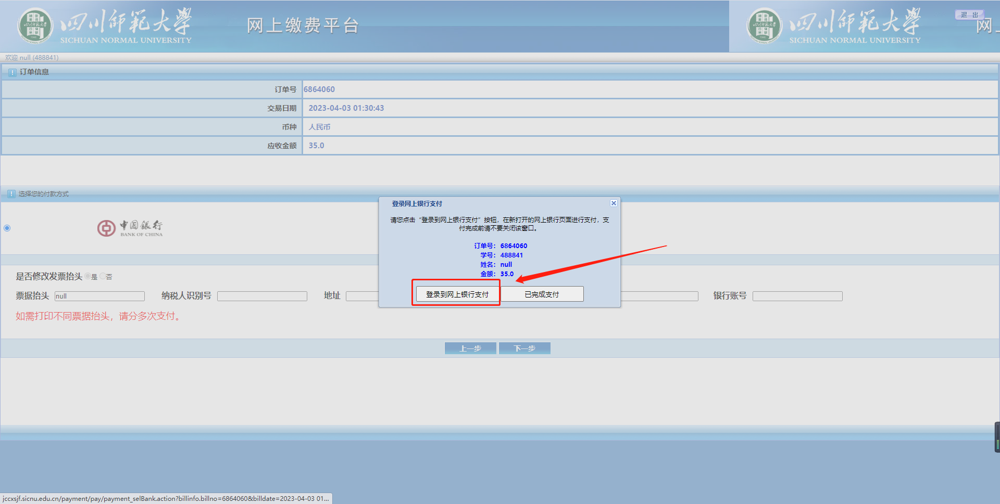 四川師範大學
SICHUAN NORMAL UNIVERSITY
网上缴费平台
四川師範大學
SICHUAN NORMAL UNIVERSITY
退 出
网上
欢迎 null (488841)
订单信息
订单号 6864060
交易日期 2023-04-03 01:30:43
币种 人民币
应收金额 35.0
选择您的付款方式
中国银行
BANK OF CHINA
登录网上银行支付
请您点击“登录到网上银行支付”按钮，在新打开的网上银行页面进行支付，支
付完成前请不要关闭该窗口。
订单号： 6864060
学号： 488841
姓名： null
金额： 35.0
登录到网上银行支付 已完成支付
是否修改发票抬头 是 否
票据抬头 null 纳税人识别号 地址 银行账号
如需打印不同票据抬头，请分多次支付。
上一步 下一步
jccxsjf.sicnu.edu.cn/payment/pay/payment_selBank.action?billinfo.billno=6864060&billdate=2023-04-03 01...